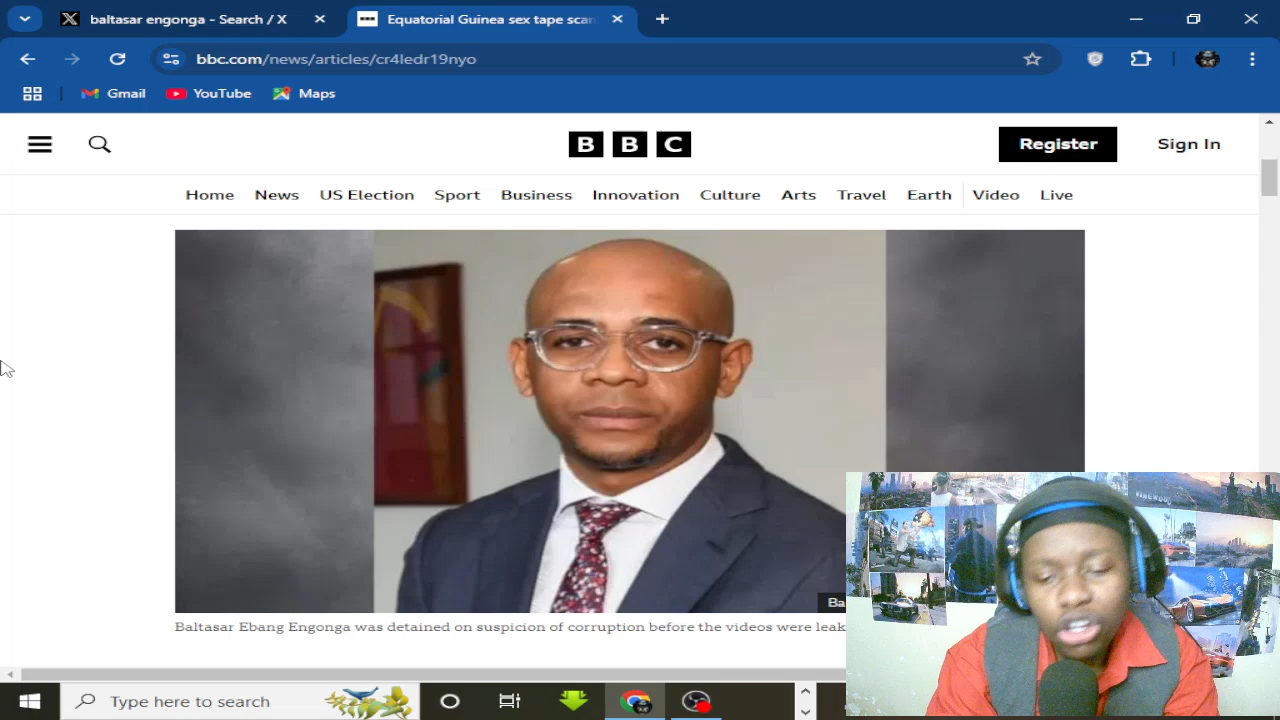 baltasar engonga - Search / X
Equatorial Guinea sex tape scan
bbc.com/news/articles/cr4ledr19nyo
Gmail YouTube Maps
BBC
Register Sign In
Home News US Election Sport Business Innovation Culture Arts Travel Earth Video Live
VINEWOOD
Ba
Baltasar Ebang Engonga was detained on suspicion of corruption before the videos were leak
Type here to search